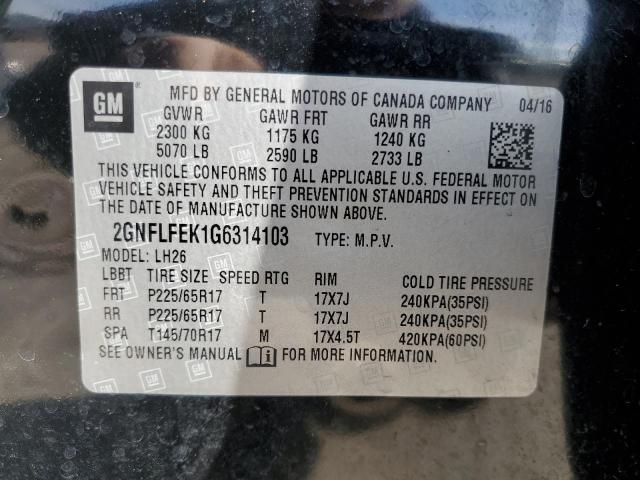 GM
MFD BY GENERAL MOTORS OF CANADA COMPANY 04/16
GVWR GAWR FRT GAWR RR
2300 KG 1175 KG 1240 KG
5070 LB 2590 LB 2733 LB
THIS VEHICLE CONFORMS TO ALL APPLICABLE U.S. FEDERAL MOTOR
VEHICLE SAFETY AND THEFT PREVENTION STANDARDS IN EFFECT ON
THE DATE OF MANUFACTURE SHOWN ABOVE.
2GNFLFEK1G6314103 TYPE: M.P.V.
MODEL: LH26
LBBT TIRE SIZE SPEED RTG RIM COLD TIRE PRESSURE
FRT P225/65R17 T 17X7J 240KPA(35PSI)
RR P225/65R17 T 17X7J 240KPA(35PSI)
SPA T145/70R17 M 17X4.5T 420KPA(60PSI)
SEE OWNER'S MANUAL FOR MORE INFORMATION.